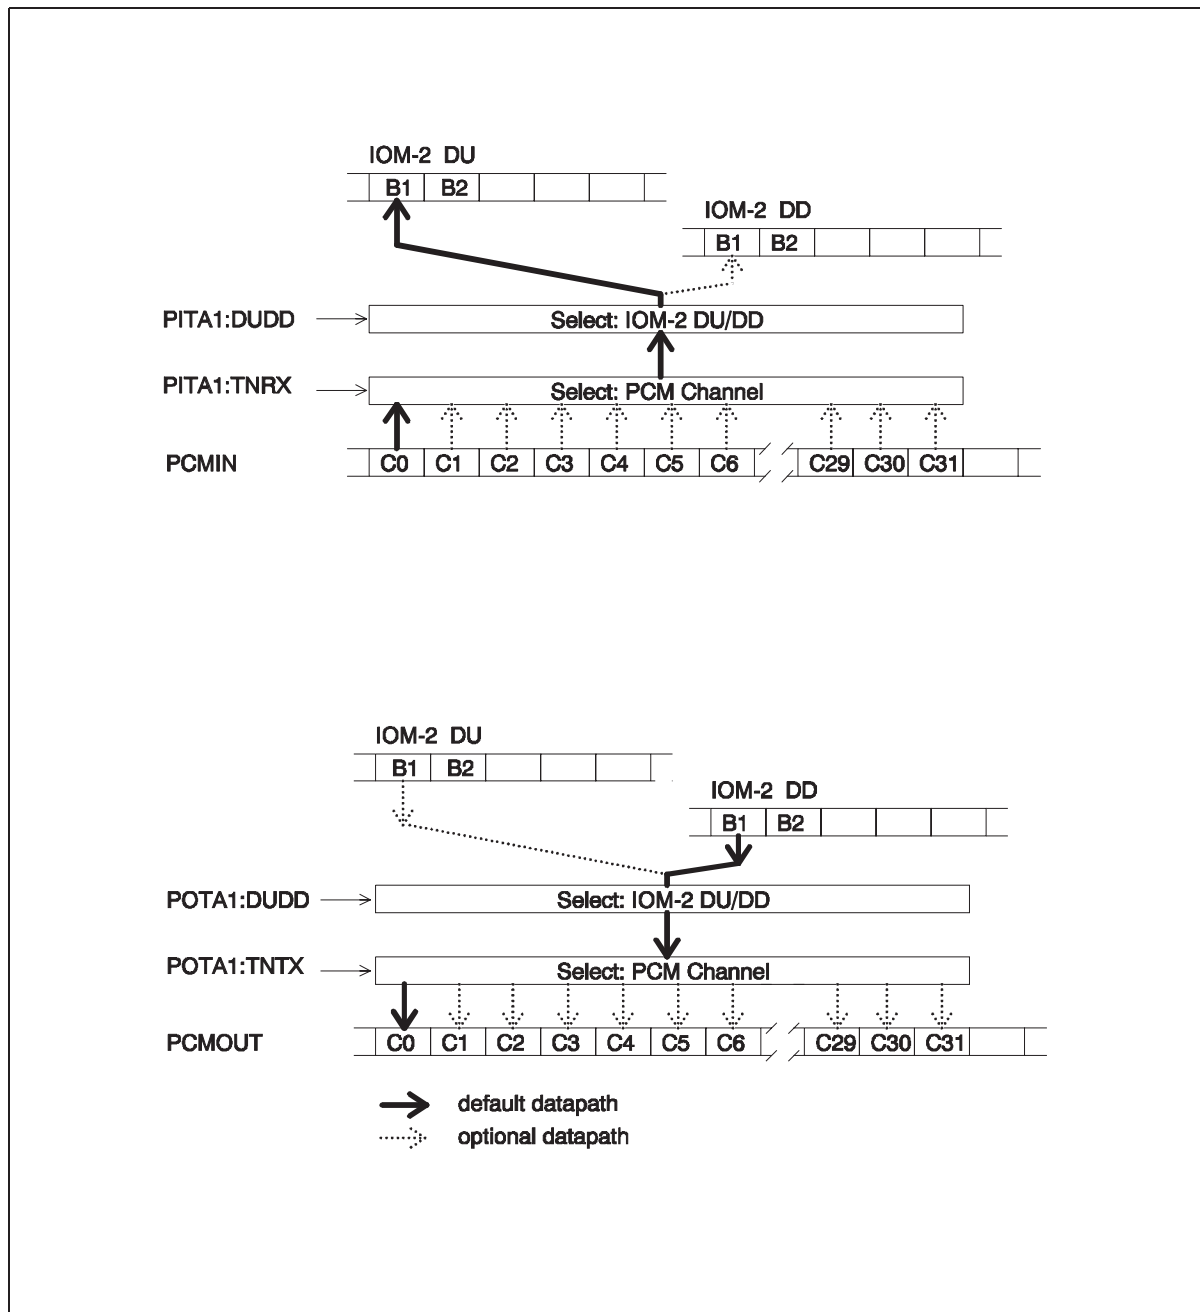 IOM-2 DU
B1 B2
IOM-2 DD
B1 B2
PITA1:DUDD Select: IOM-2 DU/DD
PITA1:TNRX Select: PCM Channel
PCMIN C0 C1 C2 C3 C4 C5 C6 C29 C30 C31
IOM-2 DU
B1 B2
IOM-2 DD
B1 B2
POTA1:DUDD Select: IOM-2 DU/DD
POTA1:TNTX Select: PCM Channel
PCMOUT C0 C1 C2 C3 C4 C5 C6 C29 C30 C31
default datapath
optional datapath